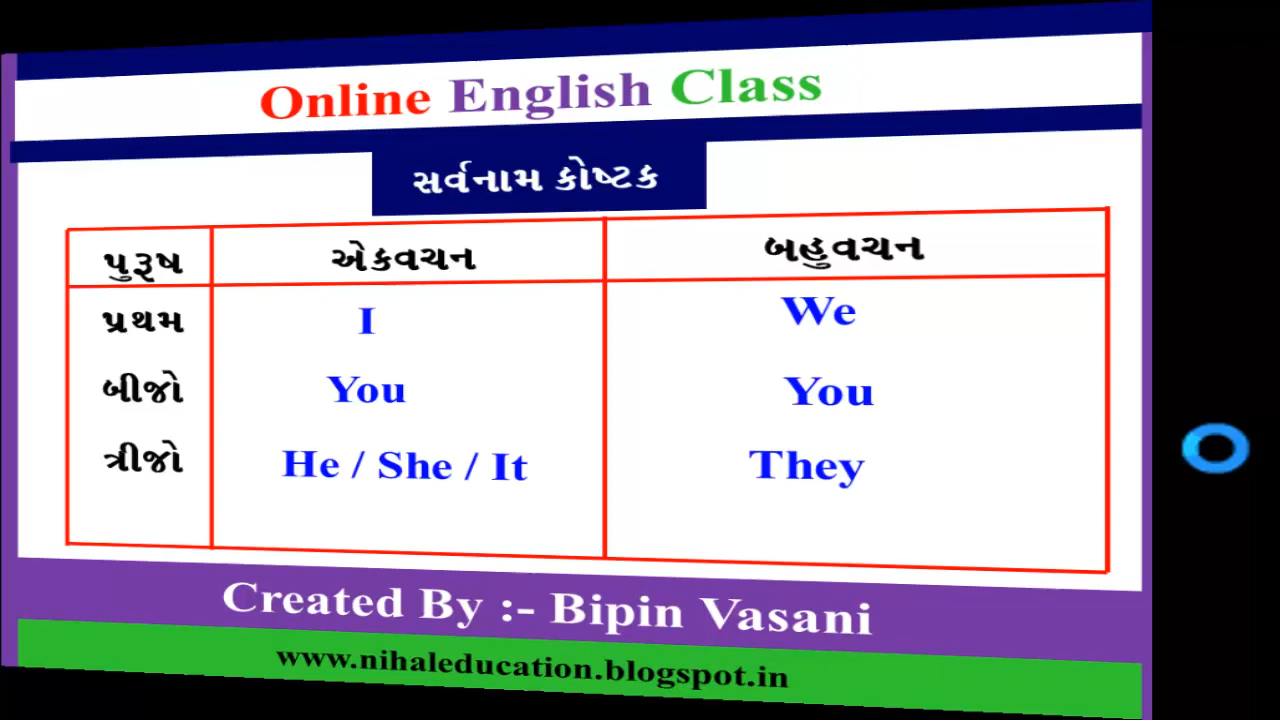 Online English Class
સર્વનામ કોષ્ટક
પુરૂષ એકવચન બહુવચન
પ્રથમ I We
બીજો You You
ત્રીજો He / She / It They
Created By :- Bipin Vasani
www.nihaleducation.blogspot.in